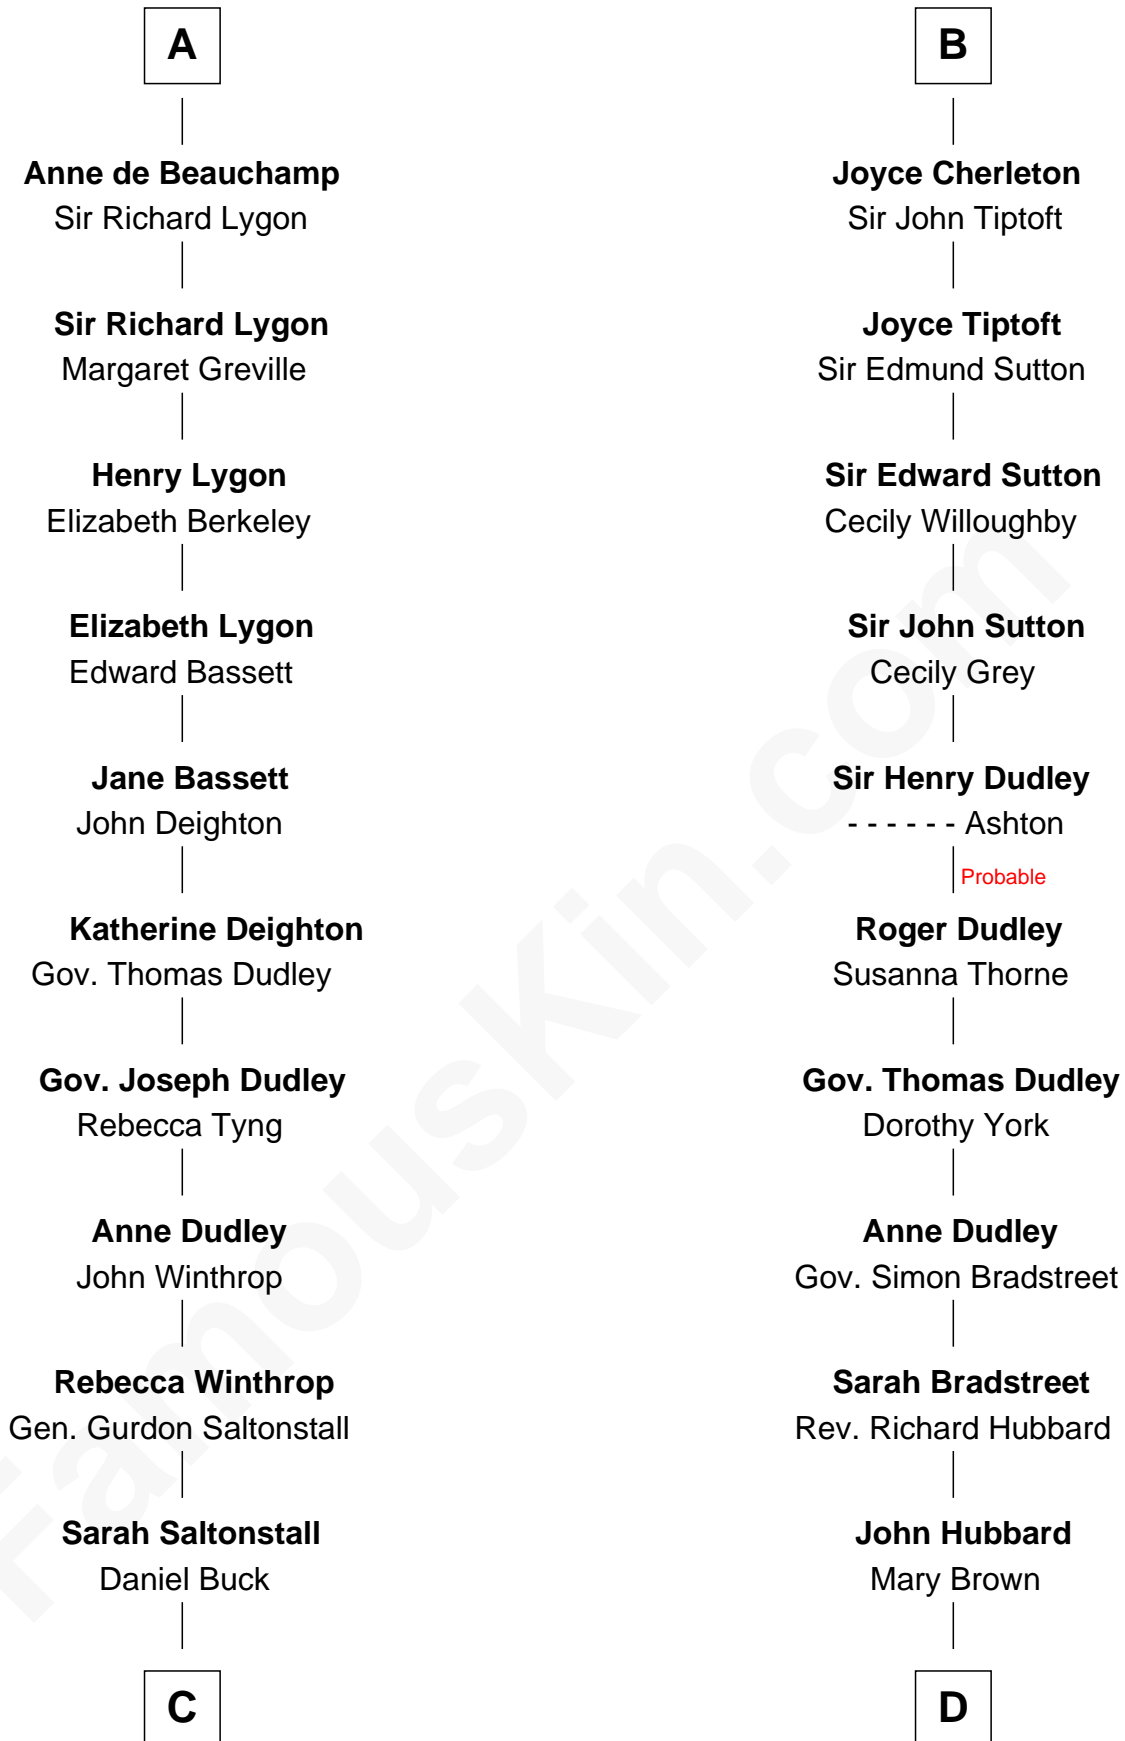 A
Anne de Beauchamp
Sir Richard Lygon
Sir Richard Lygon
Margaret Greville
Henry Lygon
Elizabeth Berkeley
Elizabeth Lygon
Edward Bassett
Jane Bassett
John Deighton
Katherine Deighton
Gov. Thomas Dudley
Gov. Joseph Dudley
Rebecca Tyng
Anne Dudley
John Winthrop
Rebecca Winthrop
Gen. Gurdon Saltonstall
Sarah Saltonstall
Daniel Buck
C
B
Joyce Cherleton
Sir John Tiptoft
Joyce Tiptoft
Sir Edmund Sutton
Sir Edward Sutton
Cecily Willoughby
Sir John Sutton
Cecily Grey
Sir Henry Dudley
- - - - - - Ashton
Probable
Roger Dudley
Susanna Thorne
Gov. Thomas Dudley
Dorothy York
Anne Dudley
Gov. Simon Bradstreet
Sarah Bradstreet
Rev. Richard Hubbard
John Hubbard
Mary Brown
D
FamousKin.com